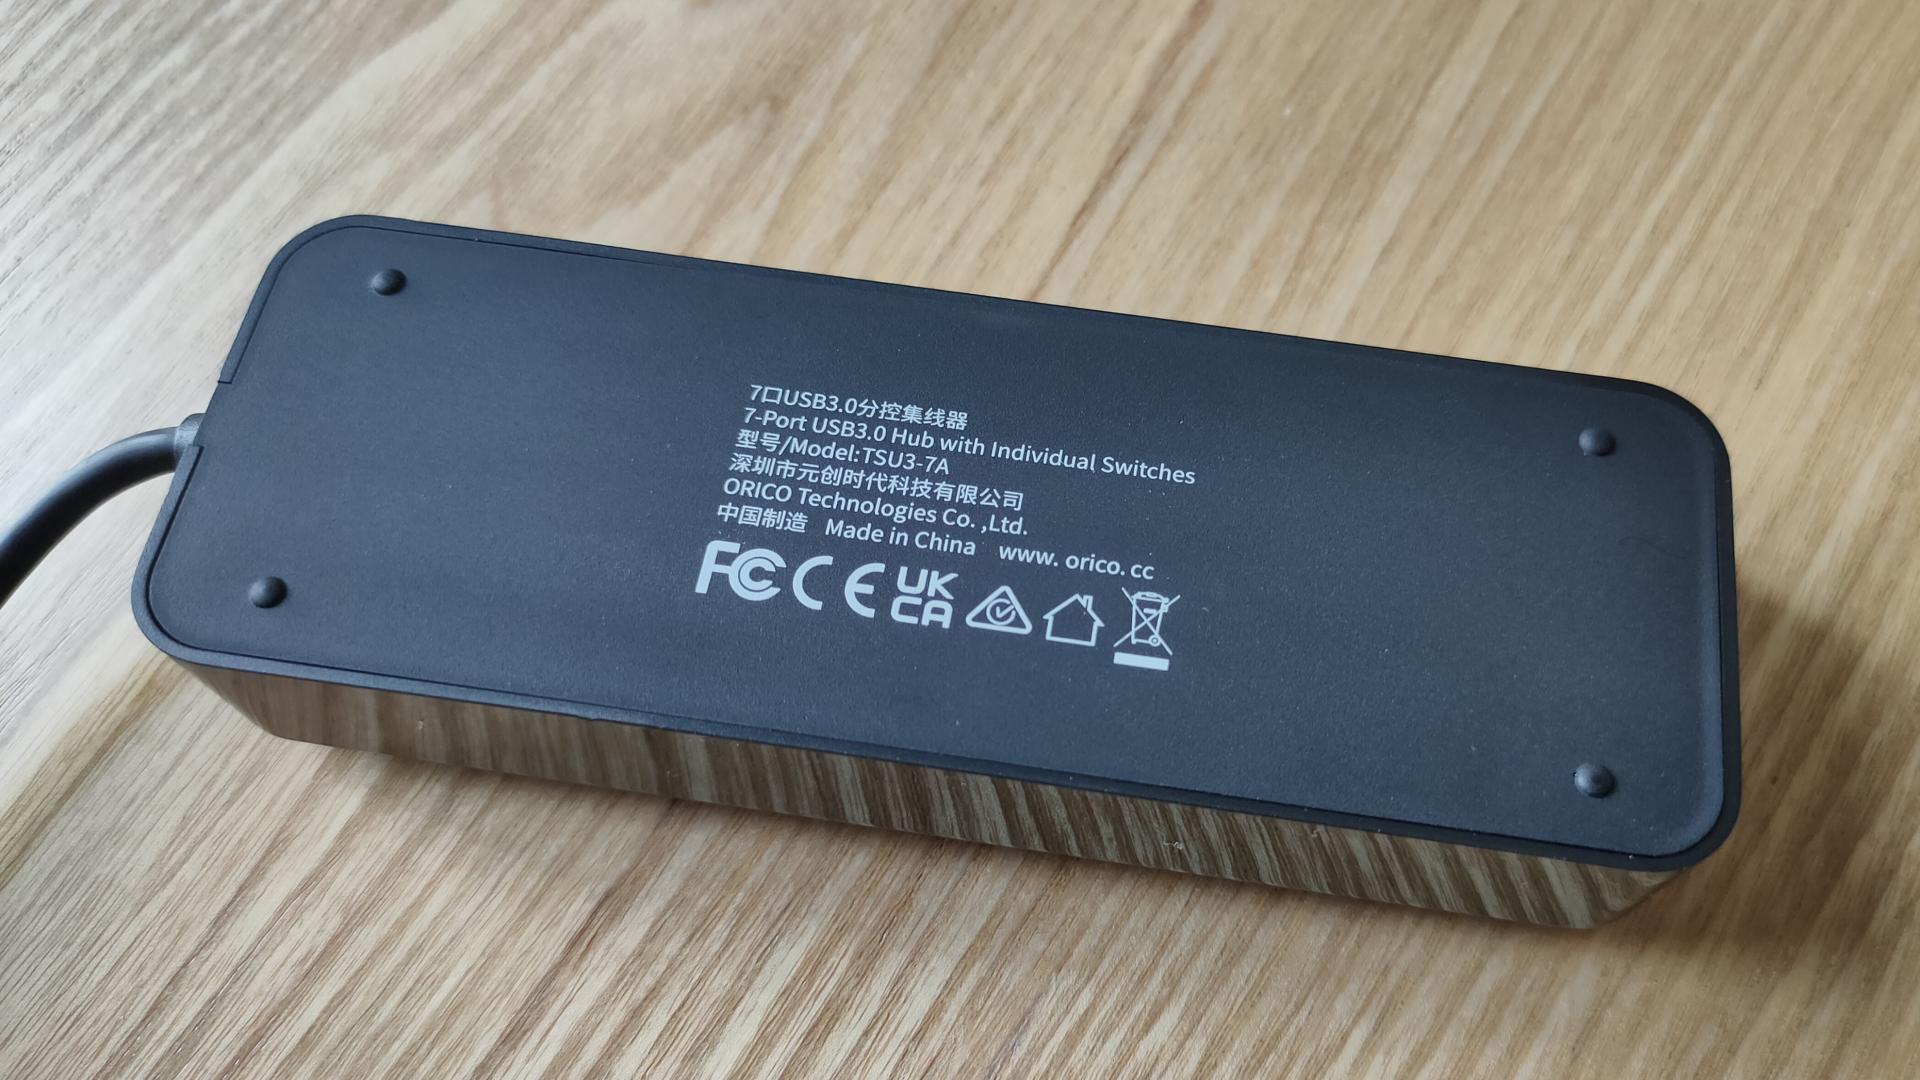 7口USB3.0分控集线器
7-Port USB3.0 Hub with Individual Switches
型号/Model:TSU3-7A
深圳市元创时代科技有限公司
ORICO Technologies Co. ,Ltd.
中国制造 Made in China www. orico. cc
FC CE UK CA